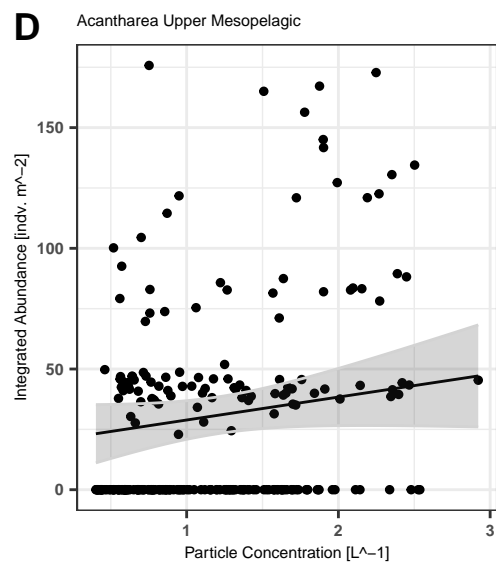 D
Acantharea Upper Mesopelagic
Integrated Abundance [indv. m^−2]
150
100
50
0
1
2
3
Particle Concentration [L^−1]